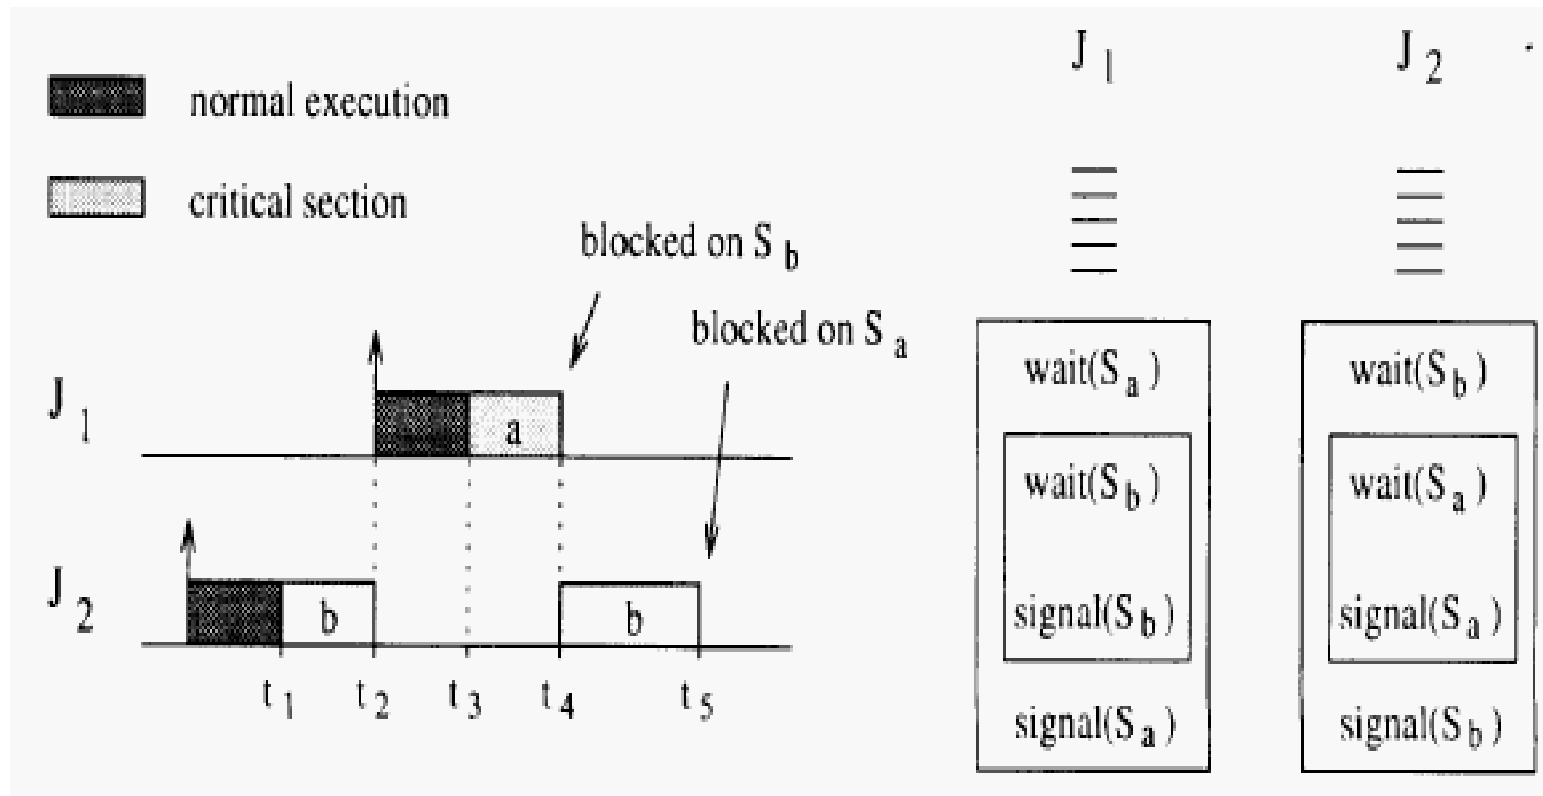 normal execution
critical section
blocked on S b
blocked on S a
J 1
a
J 2
b
b
t 1
t 2
t 3
t 4
t 5
J 1
wait(S a )
wait(S b )
signal(S b )
signal(S a )
J 2
wait(S b )
wait(S a )
signal(S a )
signal(S b )